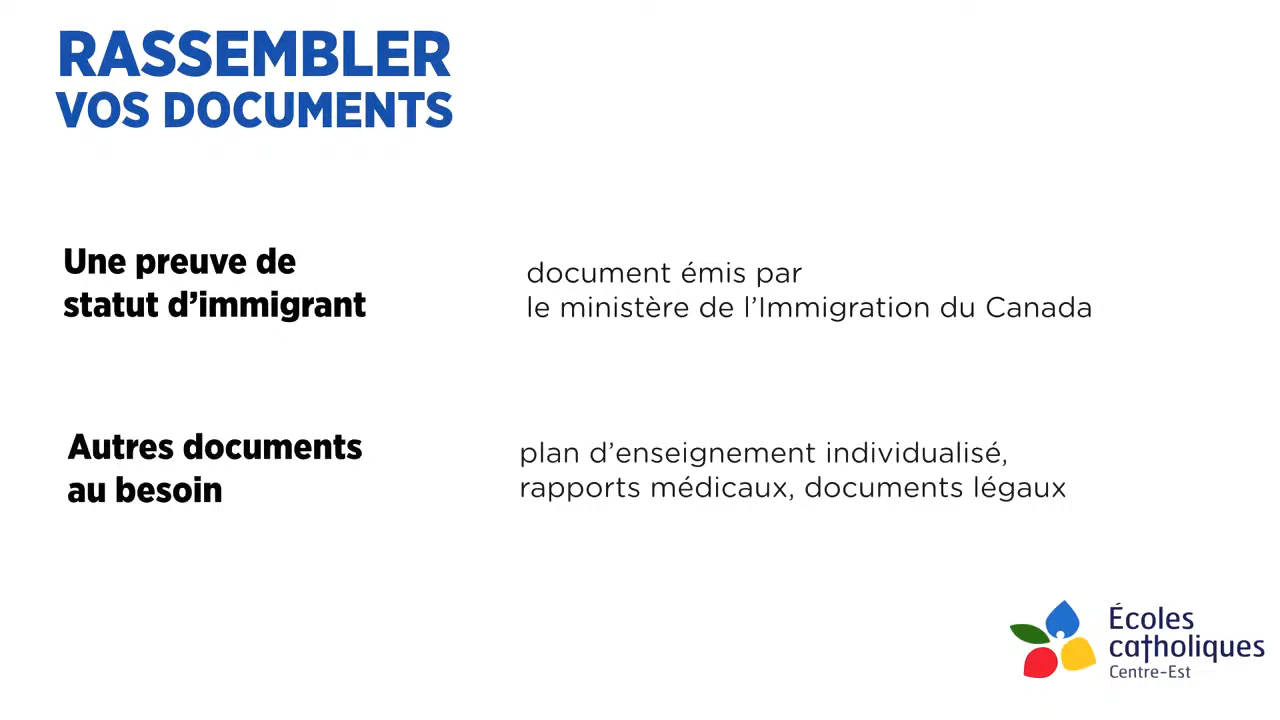 RASSEMBLER
VOS DOCUMENTS
Une preuve de
statut d’immigrant
document émis par
le ministère de l’Immigration du Canada
Autres documents
au besoin
plan d’enseignement individualisé,
rapports médicaux, documents légaux
Écoles
catholiques
Centre-Est